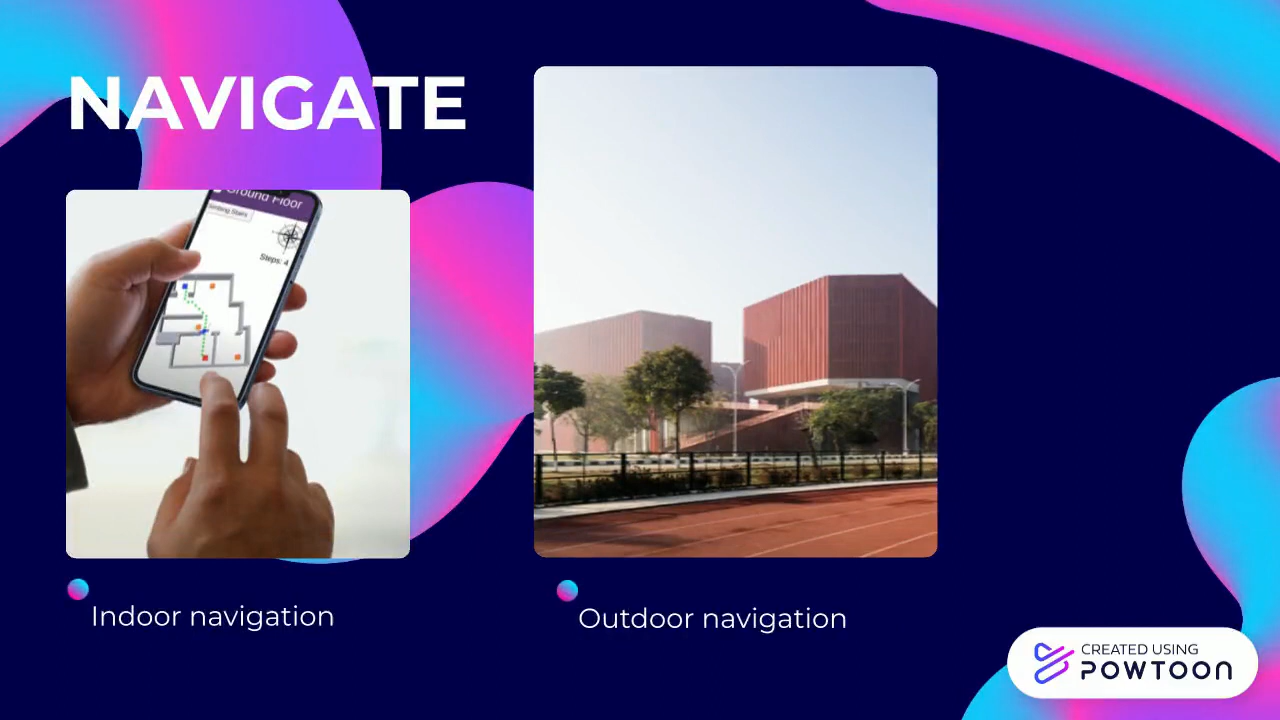 NAVIGATE
Ground Floor
Steps: 4
Indoor navigation
Outdoor navigation
CREATED USING
POWTOON